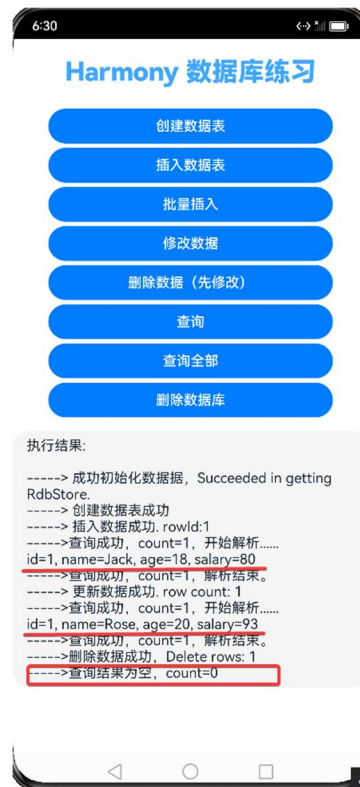 6:30
Harmony 数据库练习
创建数据表
插入数据表
批量插入
修改数据
删除数据（先修改）
查询
查询全部
删除数据库
执行结果:
-----> 成功初始化数据据，Succeeded in getting
RdbStore.
-----> 创建数据表成功
-----> 插入数据成功. rowId:1
----->查询成功，count=1，开始解析......
id=1, name=Jack, age=18, salary=80
----->查询成功，count=1，解析结束。
-----> 更新数据成功. row count: 1
----->查询成功，count=1，开始解析......
id=1, name=Rose, age=20, salary=93
----->查询成功，count=1，解析结束。
----->删除数据成功，Delete rows: 1
----->查询结果为空，count=0